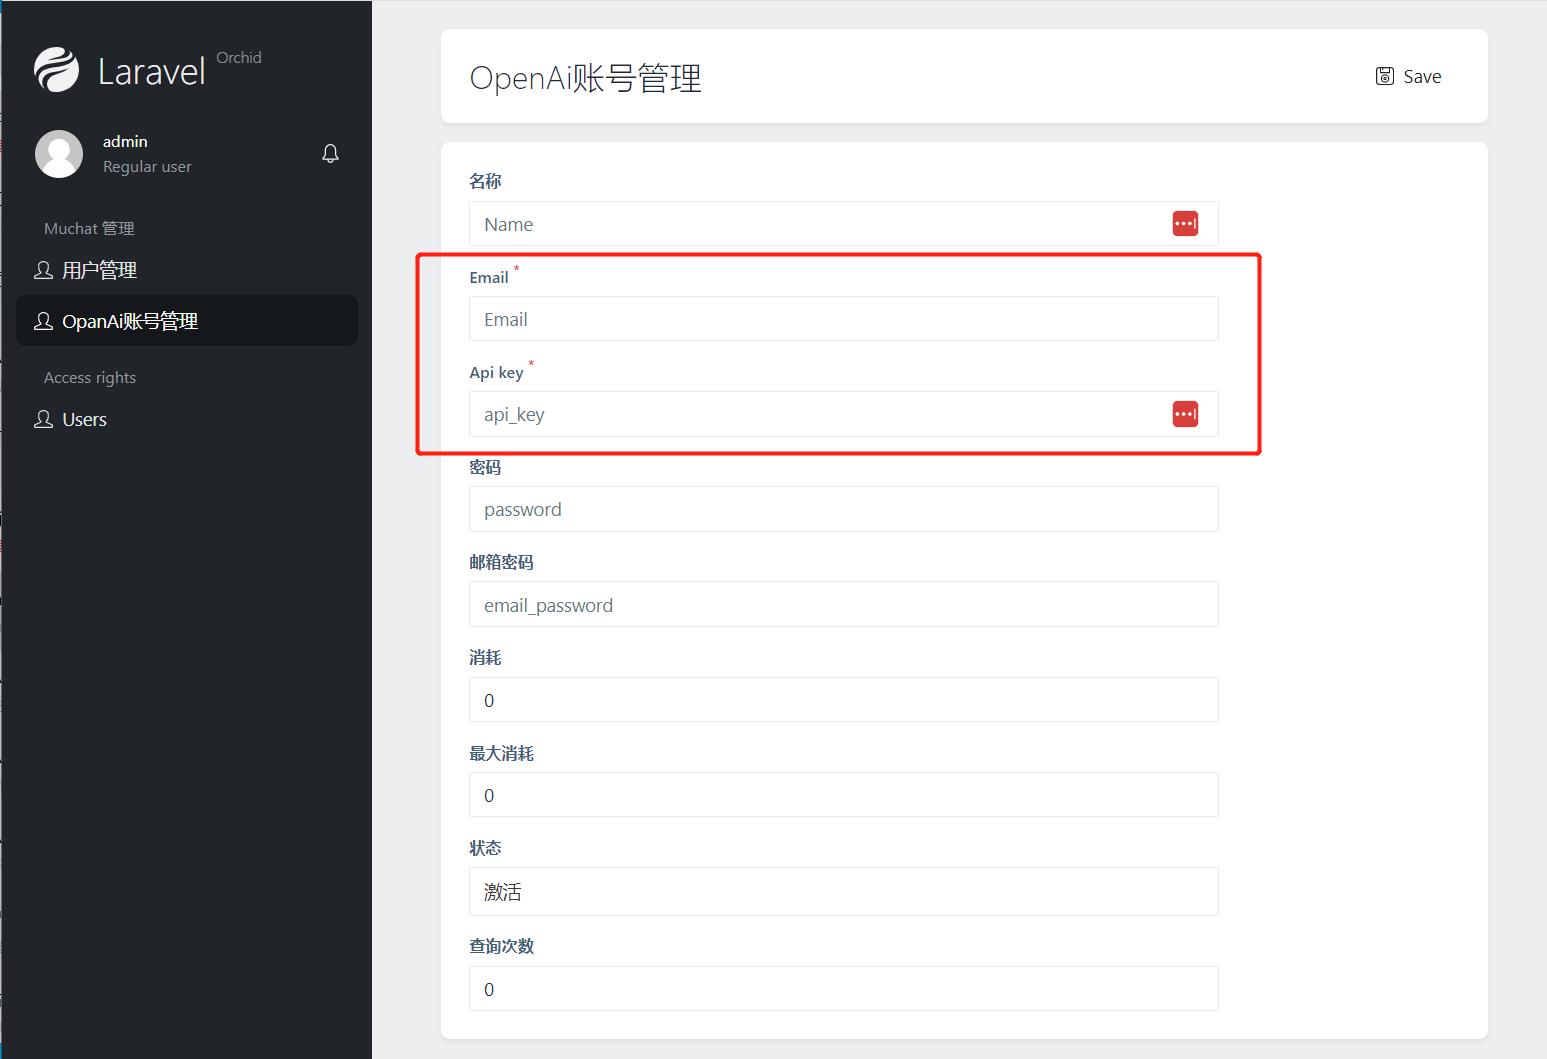 Laravel Orchid
admin
Regular user
Muchat 管理
用户管理
OpanAi账号管理
Access rights
Users
OpenAi账号管理
Save
名称
Name
Email *
Email
Api key *
api_key
密码
password
邮箱密码
email_password
消耗
0
最大消耗
0
状态
激活
查询次数
0